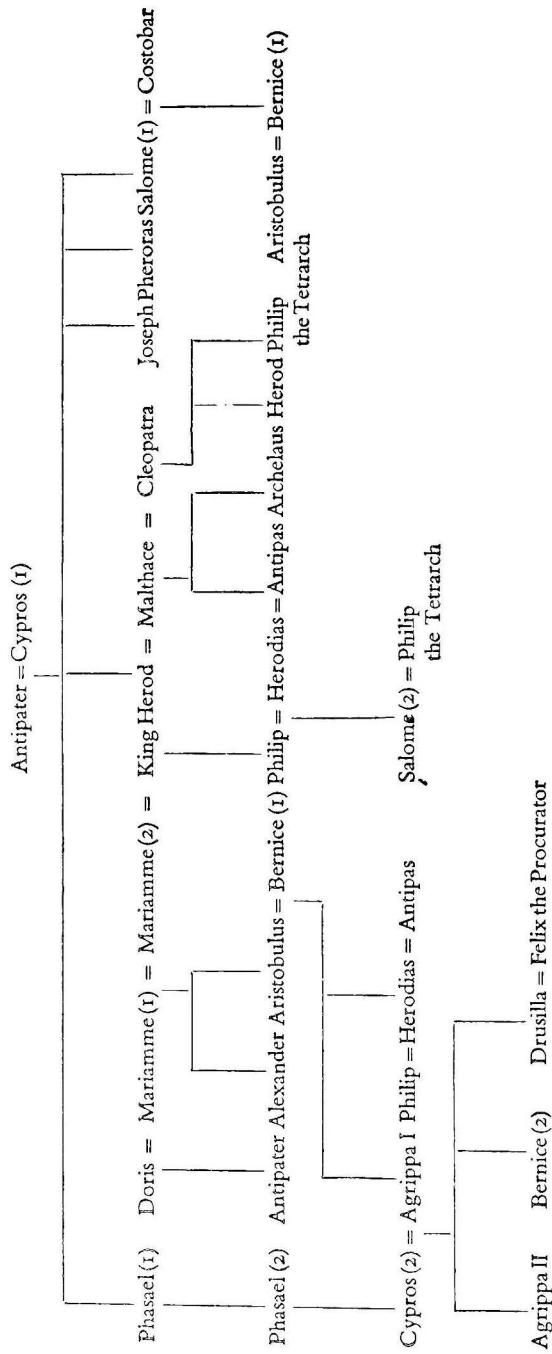 Antipater = Cypros (1)
Phasael (1) Doris = Mariamme (1) = Mariamme (2) = King Herod = Malthace = Cleopatra Joseph Pheroras Salome (1) = Costobar
Phasael (2) Antipater Alexander Aristobulus = Bernice (1) Philip = Herodias = Antipas Archelaus Herod Philip Aristobulus = Bernice (1)
the Tetrarch
Cypros (2) = Agrippa I Philip = Herodias = Antipas Salome (2) = Philip
the Tetrarch
Agrippa II Bernice (2) Drusilla = Felix the Procurator